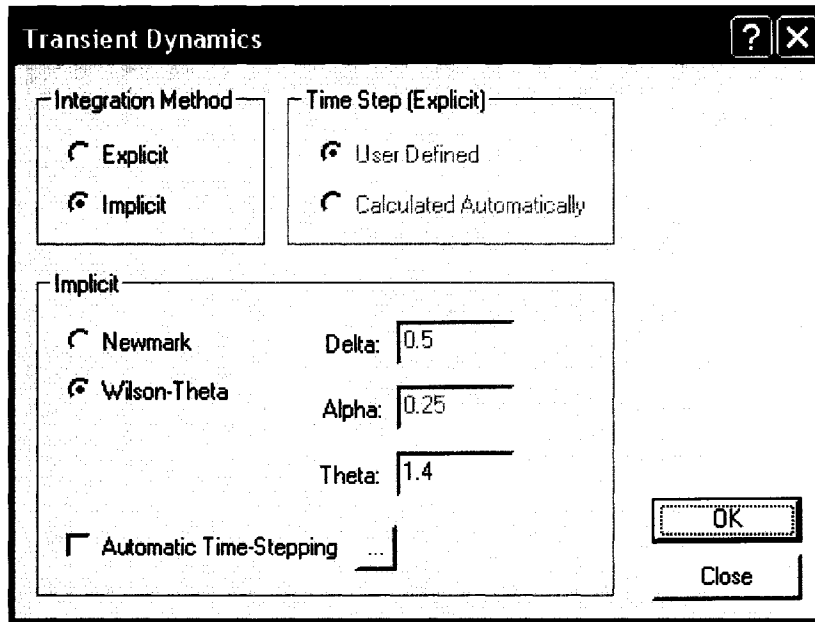 Transient Dynamics
?
X
Integration Method
Explicit
Implicit
Time Step (Explicit)
User Defined
Calculated Automatically
Implicit
Newmark
Wilson-Theta
Delta: 0.5
Alpha: 0.25
Theta: 1.4
Automatic Time-Stepping ...
OK
Close